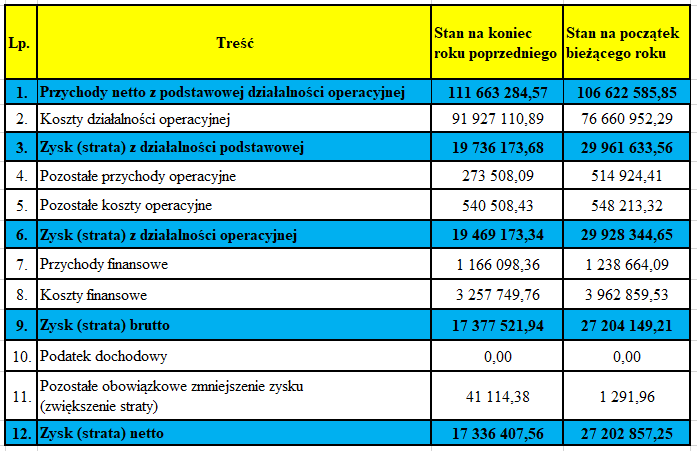 Lp. Treść Stan na koniec roku poprzedniego Stan na początek bieżącego roku
1. Przychody netto z podstawowej działalności operacyjnej 111 663 284,57 106 622 585,85
2. Koszty działalności operacyjnej 91 927 110,89 76 660 952,29
3. Zysk (strata) z działalności podstawowej 19 736 173,68 29 961 633,56
4. Pozostałe przychody operacyjne 273 508,09 514 924,41
5. Pozostałe koszty operacyjne 540 508,43 548 213,32
6. Zysk (strata) z działalności operacyjnej 19 469 173,34 29 928 344,65
7. Przychody finansowe 1 166 098,36 1 238 664,09
8. Koszty finansowe 3 257 749,76 3 962 859,53
9. Zysk (strata) brutto 17 377 521,94 27 204 149,21
10. Podatek dochodowy 0,00 0,00
11. Pozostałe obowiązkowe zmniejszenie zysku (zwiększenie straty) 41 114,38 1 291,96
12. Zysk (strata) netto 17 336 407,56 27 202 857,25